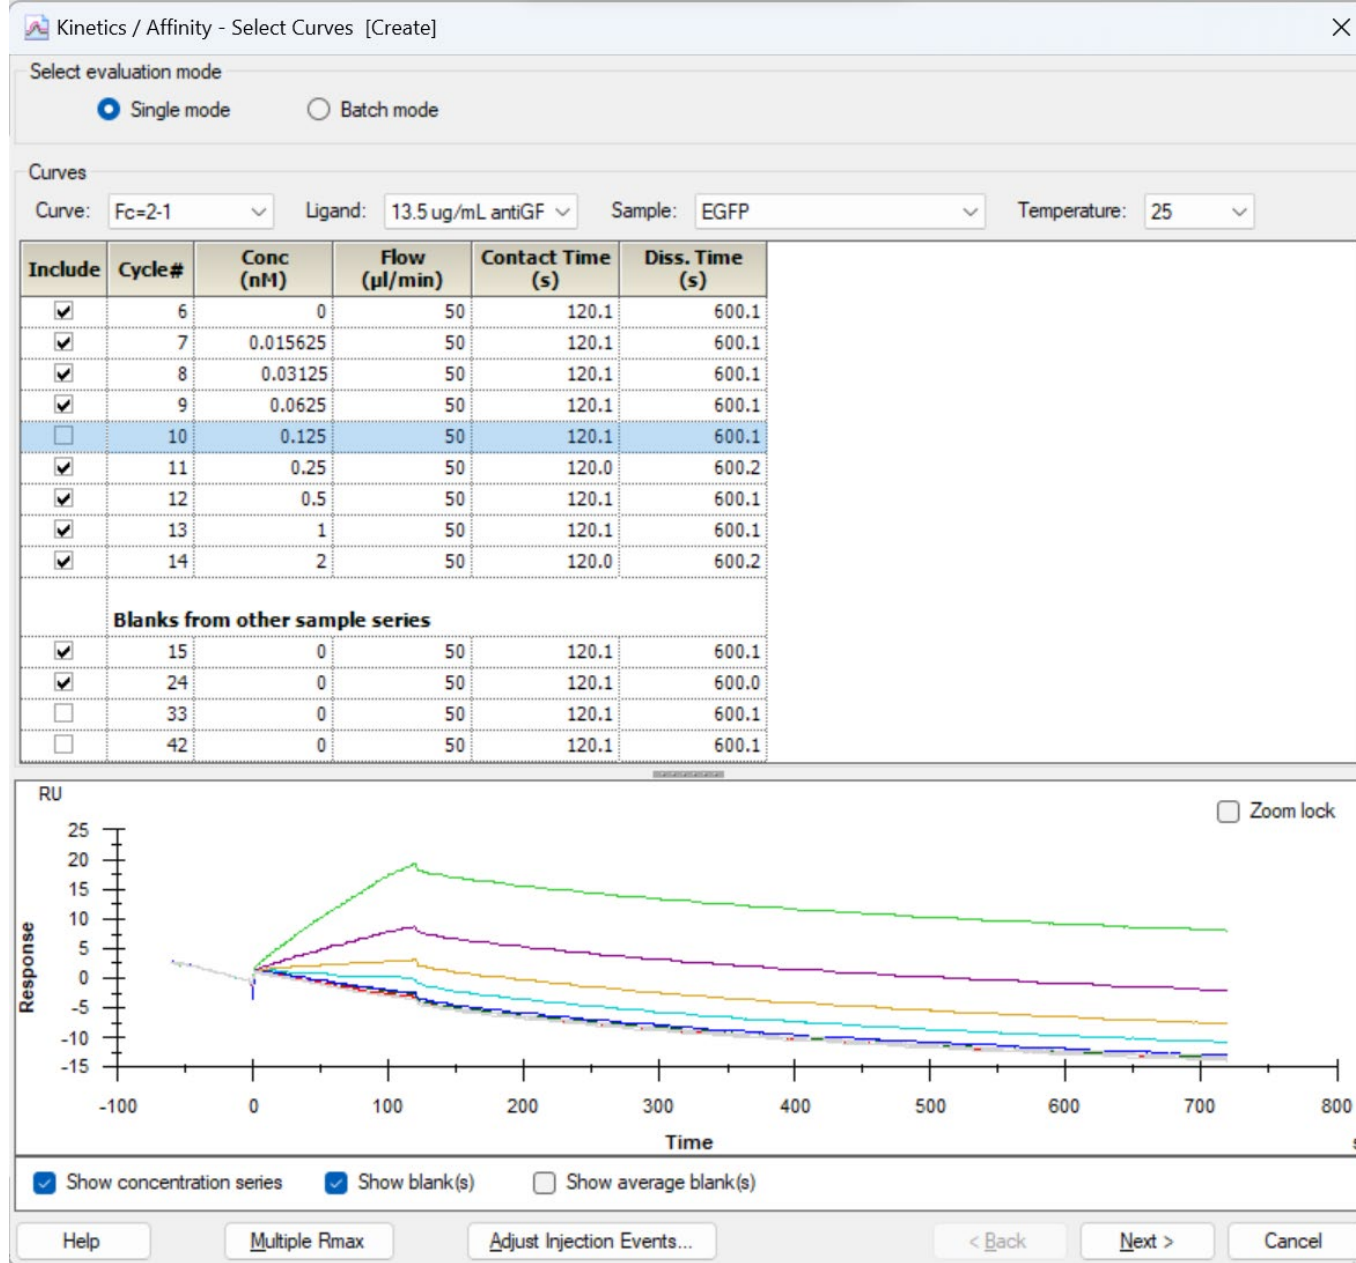 Kinetics / Affinity - Select Curves [Create]
Select evaluation mode
Single mode Batch mode
Curves
Curve: Fc=2-1 Ligand: 13.5 ug/mL antiGF Sample: EGFP Temperature: 25
Include Cycle# Conc (nM) Flow (µl/min) Contact Time (s) Diss. Time (s)
6 0 50 120.1 600.1
7 0.015625 50 120.1 600.1
8 0.03125 50 120.1 600.1
9 0.0625 50 120.1 600.1
10 0.125 50 120.1 600.1
11 0.25 50 120.0 600.2
12 0.5 50 120.1 600.1
13 1 50 120.1 600.1
14 2 50 120.0 600.2
Blanks from other sample series
15 0 50 120.1 600.1
24 0 50 120.1 600.0
33 0 50 120.1 600.1
42 0 50 120.1 600.1
RU
Zoom lock
25
20
15
10
5
0
-5
-10
-15
Response
-100 0 100 200 300 400 500 600 700 800
Time
Show concentration series Show blank(s) Show average blank(s)
Help Multiple Rmax Adjust Injection Events... < Back Next > Cancel